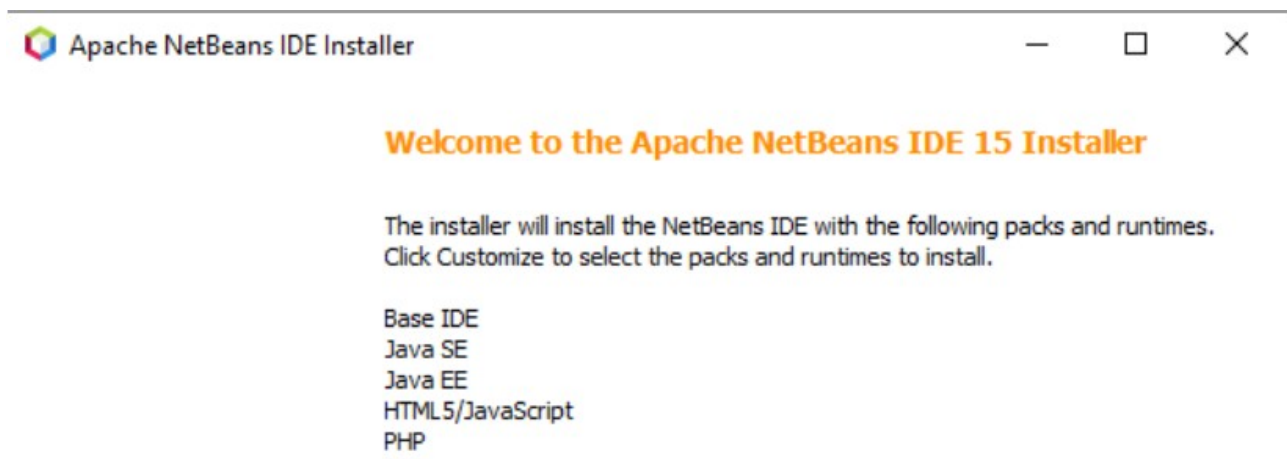 Apache NetBeans IDE Installer
Welcome to the Apache NetBeans IDE 15 Installer
The installer will install the NetBeans IDE with the following packs and runtimes.
Click Customize to select the packs and runtimes to install.
Base IDE
Java SE
Java EE
HTML5/JavaScript
PHP